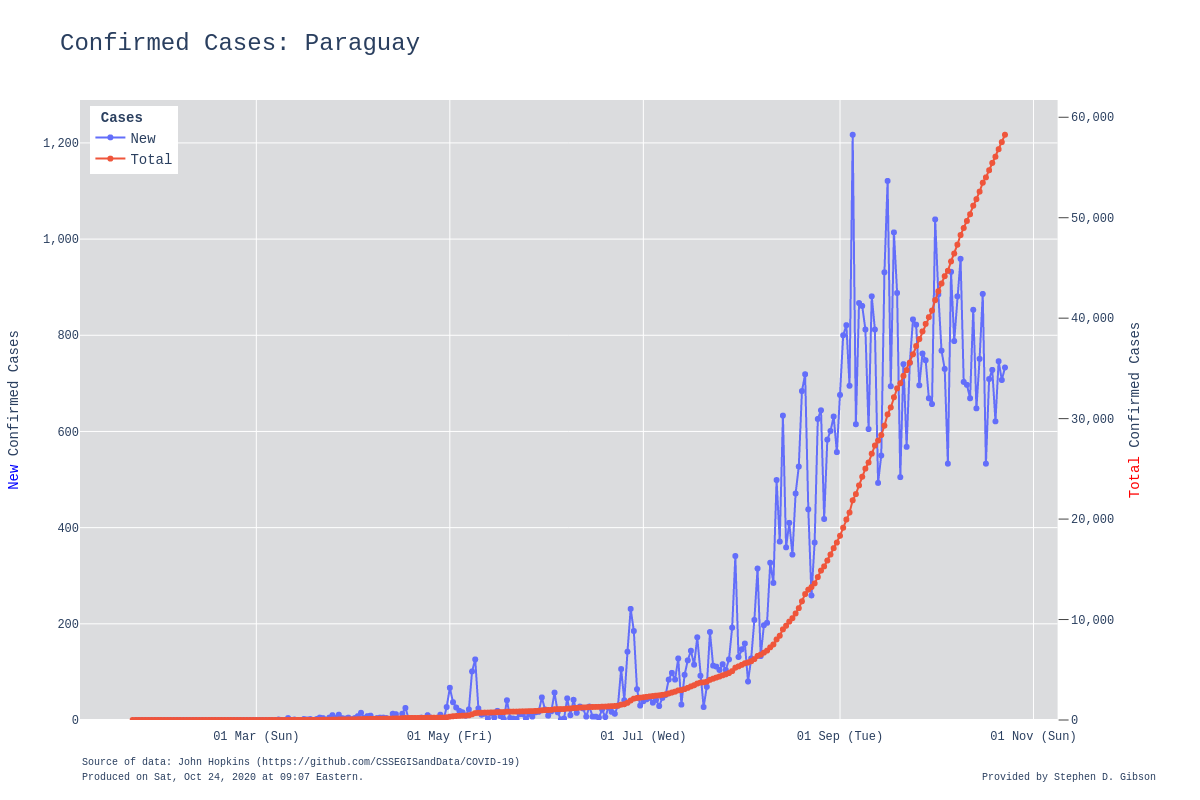 Confirmed Cases: Paraguay
Cases
New
Total
1,200
1,000
800
600
400
200
0
New Confirmed Cases
60,000
50,000
40,000
30,000
20,000
10,000
0
Total Confirmed Cases
01 Mar (Sun) 01 May (Fri) 01 Jul (Wed) 01 Sep (Tue) 01 Nov (Sun)
Source of data: John Hopkins (https://github.com/CSSEGISandData/COVID-19)
Produced on Sat, Oct 24, 2020 at 09:07 Eastern.
Provided by Stephen D. Gibson